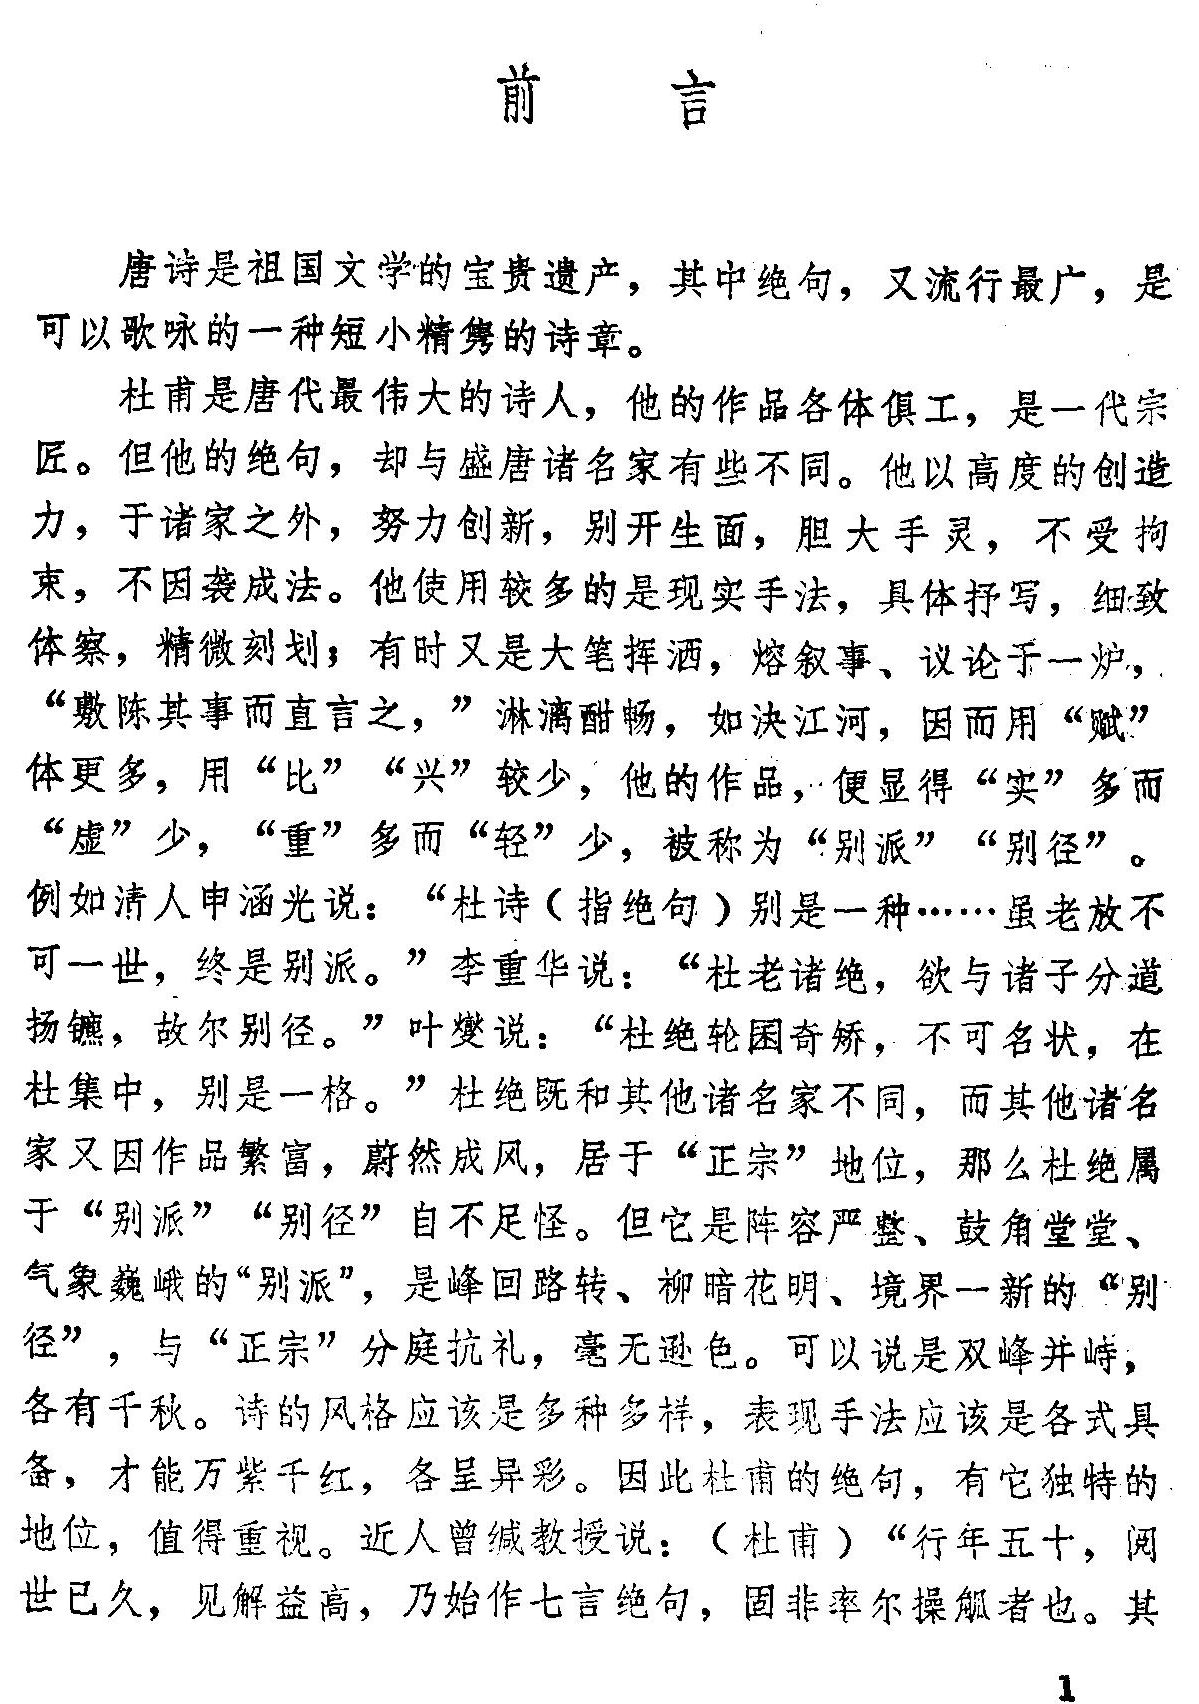 前言
唐诗是祖国文学的宝贵遗产，其中绝句，又流行最广，是
可以歌咏的一种短小精隽的诗章。
杜甫是唐代最伟大的诗人，他的作品各体俱工，是一代宗
匠。但他的绝句，却与盛唐诸名家有些不同。他以高度的创造
力，于诸家之外，努力创新，别开生面，胆大手灵，不受拘
束，不因袭成法。他使用较多的是现实手法，具体抒写，细致
体察，精微刻划；有时又是大笔挥洒，熔叙事、议论于一炉，
“敷陈其事而直言之，”淋漓酣畅，如决江河，因而用“赋”
体更多，用“比”“兴”较少，他的作品，便显得“实”多而
“虚”少，“重”多而“轻”少，被称为“别派”“别径”。
例如清人申涵光说：“杜诗（指绝句）别是一种……虽老放不
可一世，终是别派。”李重华说：“杜老诸绝，欲与诸子分道
扬镳，故尔别径。”叶燮说：“杜绝轮囷奇矫，不可名状，在
杜集中，别是一格。”杜绝既和其他诸名家不同，而其他诸名
家又因作品繁富，蔚然成风，居于“正宗”地位，那么杜绝属
于“别派”“别径”自不足怪。但它是阵容严整、鼓角堂堂、
气象巍峨的“别派”，是峰回路转、柳暗花明、境界一新的“别
径”，与“正宗”分庭抗礼，毫无逊色。可以说是双峰并峙，
各有千秋。诗的风格应该是多种多样，表现手法应该是各式具
备，才能万紫千红，各呈异彩。因此杜甫的绝句，有它独特的
地位，值得重视。近人曾缄教授说：（杜甫）“行年五十，阅
世已久，见解益高，乃始作七言绝句，固非率尔操觚者也。其
1